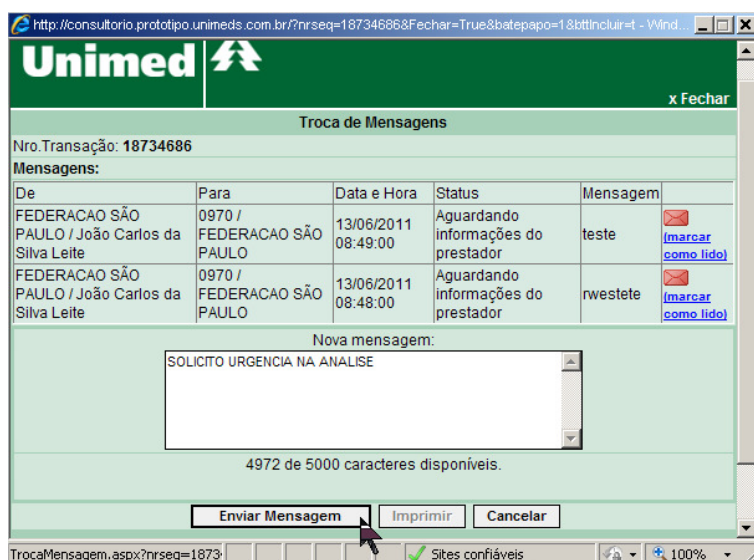 http://consultorio.prototipo.unimeds.com.br/?nrseq=18734686&Fechar=True&batepapo=1&bttIncluir=t - Wind...
Unimed
x Fechar
Troca de Mensagens
Nro.Transação: 18734686
Mensagens:
De Para Data e Hora Status Mensagem
FEDERACAO SÃO PAULO / João Carlos da Silva Leite 0970 / FEDERACAO SÃO PAULO 13/06/2011 08:49:00 Aguardando informações do prestador teste (marcar como lido)
FEDERACAO SÃO PAULO / João Carlos da Silva Leite 0970 / FEDERACAO SÃO PAULO 13/06/2011 08:48:00 Aguardando informações do prestador rwestete (marcar como lido)
Nova mensagem:
SOLICITO URGENCIA NA ANALISE
4972 de 5000 caracteres disponíveis.
Enviar Mensagem Imprimir Cancelar
TrocaMensagem.aspx?nrseq=1873 Sites confiáveis 100%